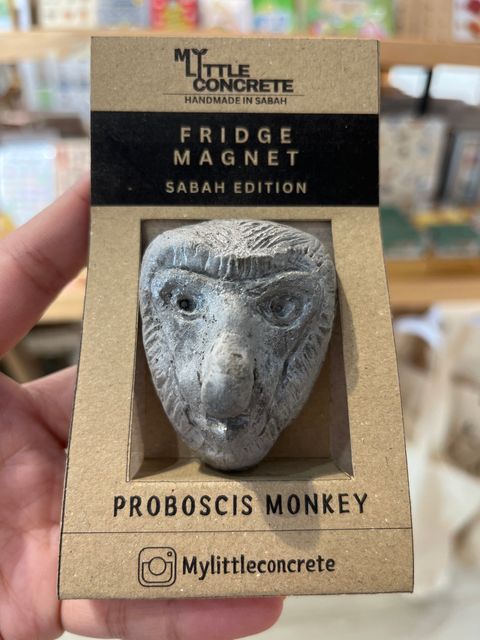 MY LITTLE
CONCRETE
HANDMADE IN SABAH
FRIDGE
MAGNET
SABAH EDITION
PROBOSCIS MONKEY
Mylittleconcrete